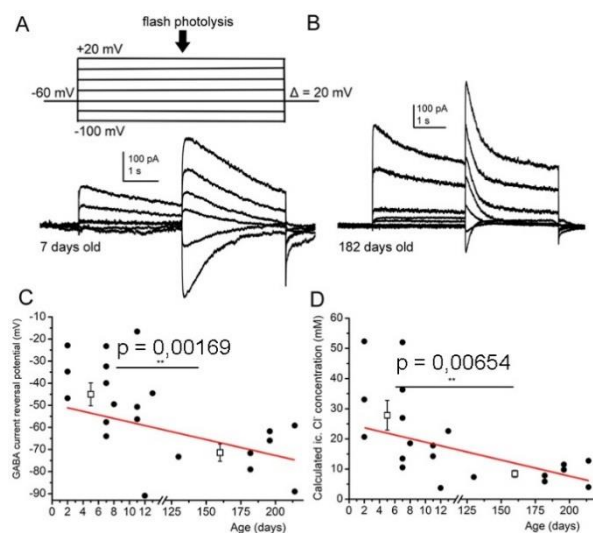 A
flash photolysis
B
+20 mV
-60 mV
Δ = 20 mV
-100 mV
100 pA
1 s
100 pA
1 s
7 days old
182 days old
C
D
GABA current reversal potential (mV)
-10
-20
-30
-40
-50
-60
-70
-80
-90
p = 0,00169
**
0 2 4 6 8 10 12 125 150 175 200
Age (days)
Calculated ic. Cl⁻ concentration (mM)
60
50
40
30
20
10
0
p = 0,00654
**
0 2 4 6 8 10 12 125 150 175 200
Age (days)